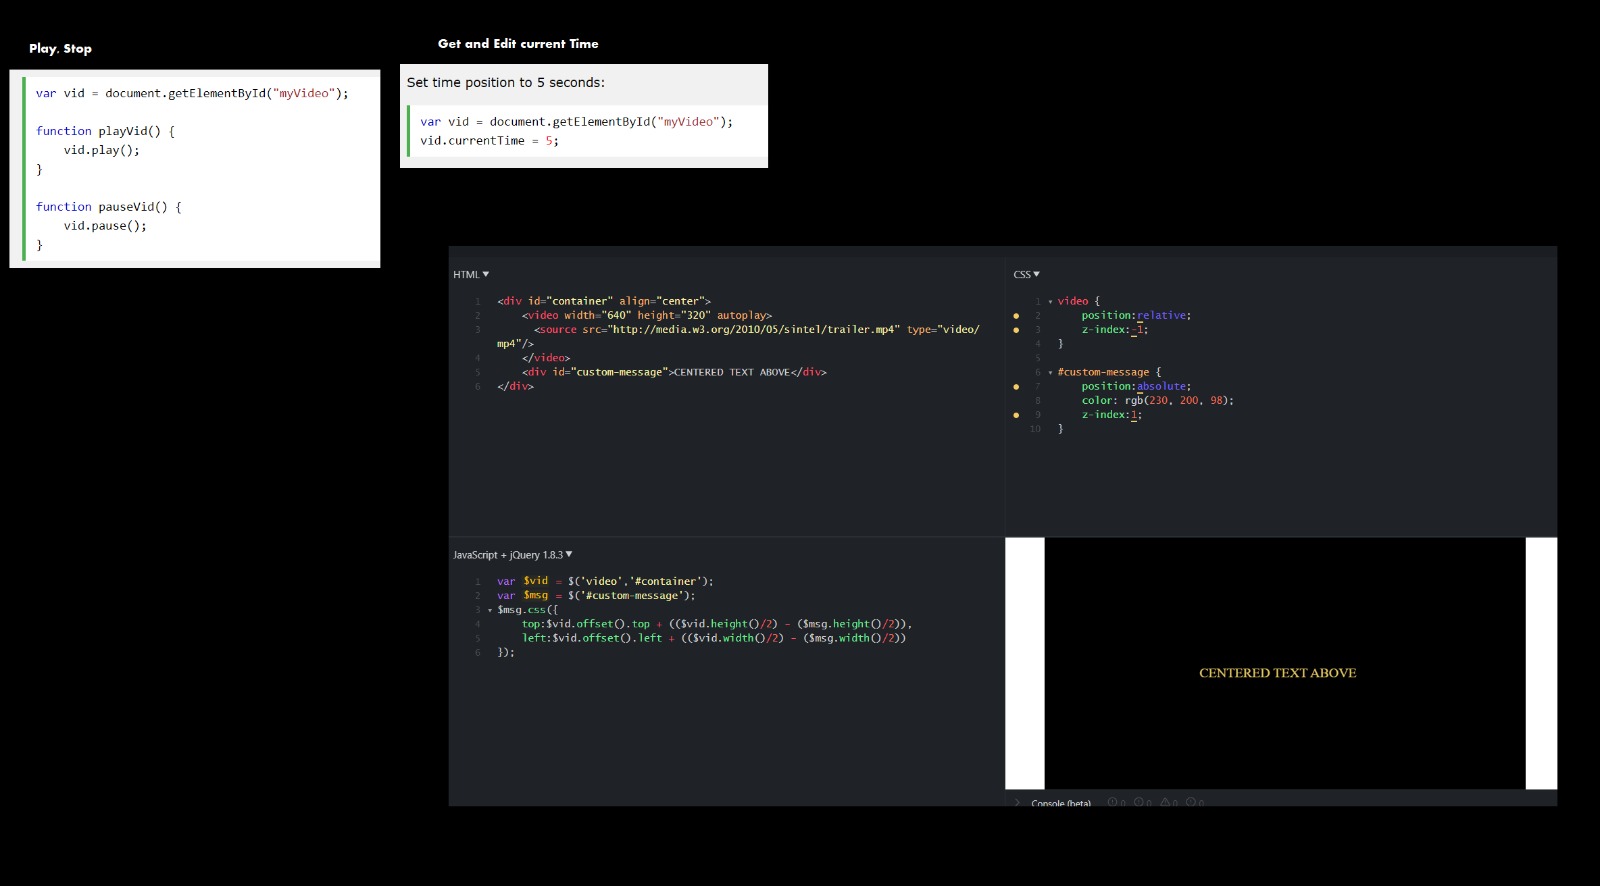 Play, Stop
var vid = document.getElementById("myVideo");
function playVid() {
vid.play();
}
function pauseVid() {
vid.pause();
}
Get and Edit current Time
Set time position to 5 seconds:
var vid = document.getElementById("myVideo");
vid.currentTime = 5;
HTML▼
1 <div id="container" align="center">
2 <video width="640" height="320" autoplay>
3 <source src="http://media.w3.org/2010/05/sintel/trailer.mp4" type="video/
mp4"/>
4 </video>
5 <div id="custom-message">CENTERED TEXT ABOVE</div>
6 </div>
CSS▼
1 video {
2 position:relative;
3 z-index:-1;
4 }
5
6 #custom-message {
7 position:absolute;
8 color: rgb(230, 200, 98);
9 z-index:1;
10 }
JavaScript + jQuery 1.8.3▼
1 var $vid = $('video','#container');
2 var $msg = $('#custom-message');
3 $msg.css({
4 top:$vid.offset().top + (($vid.height()/2) - ($msg.height()/2)),
5 left:$vid.offset().left + (($vid.width()/2) - ($msg.width()/2))
6 });
CENTERED TEXT ABOVE
Console (beta) 0 0 0 0